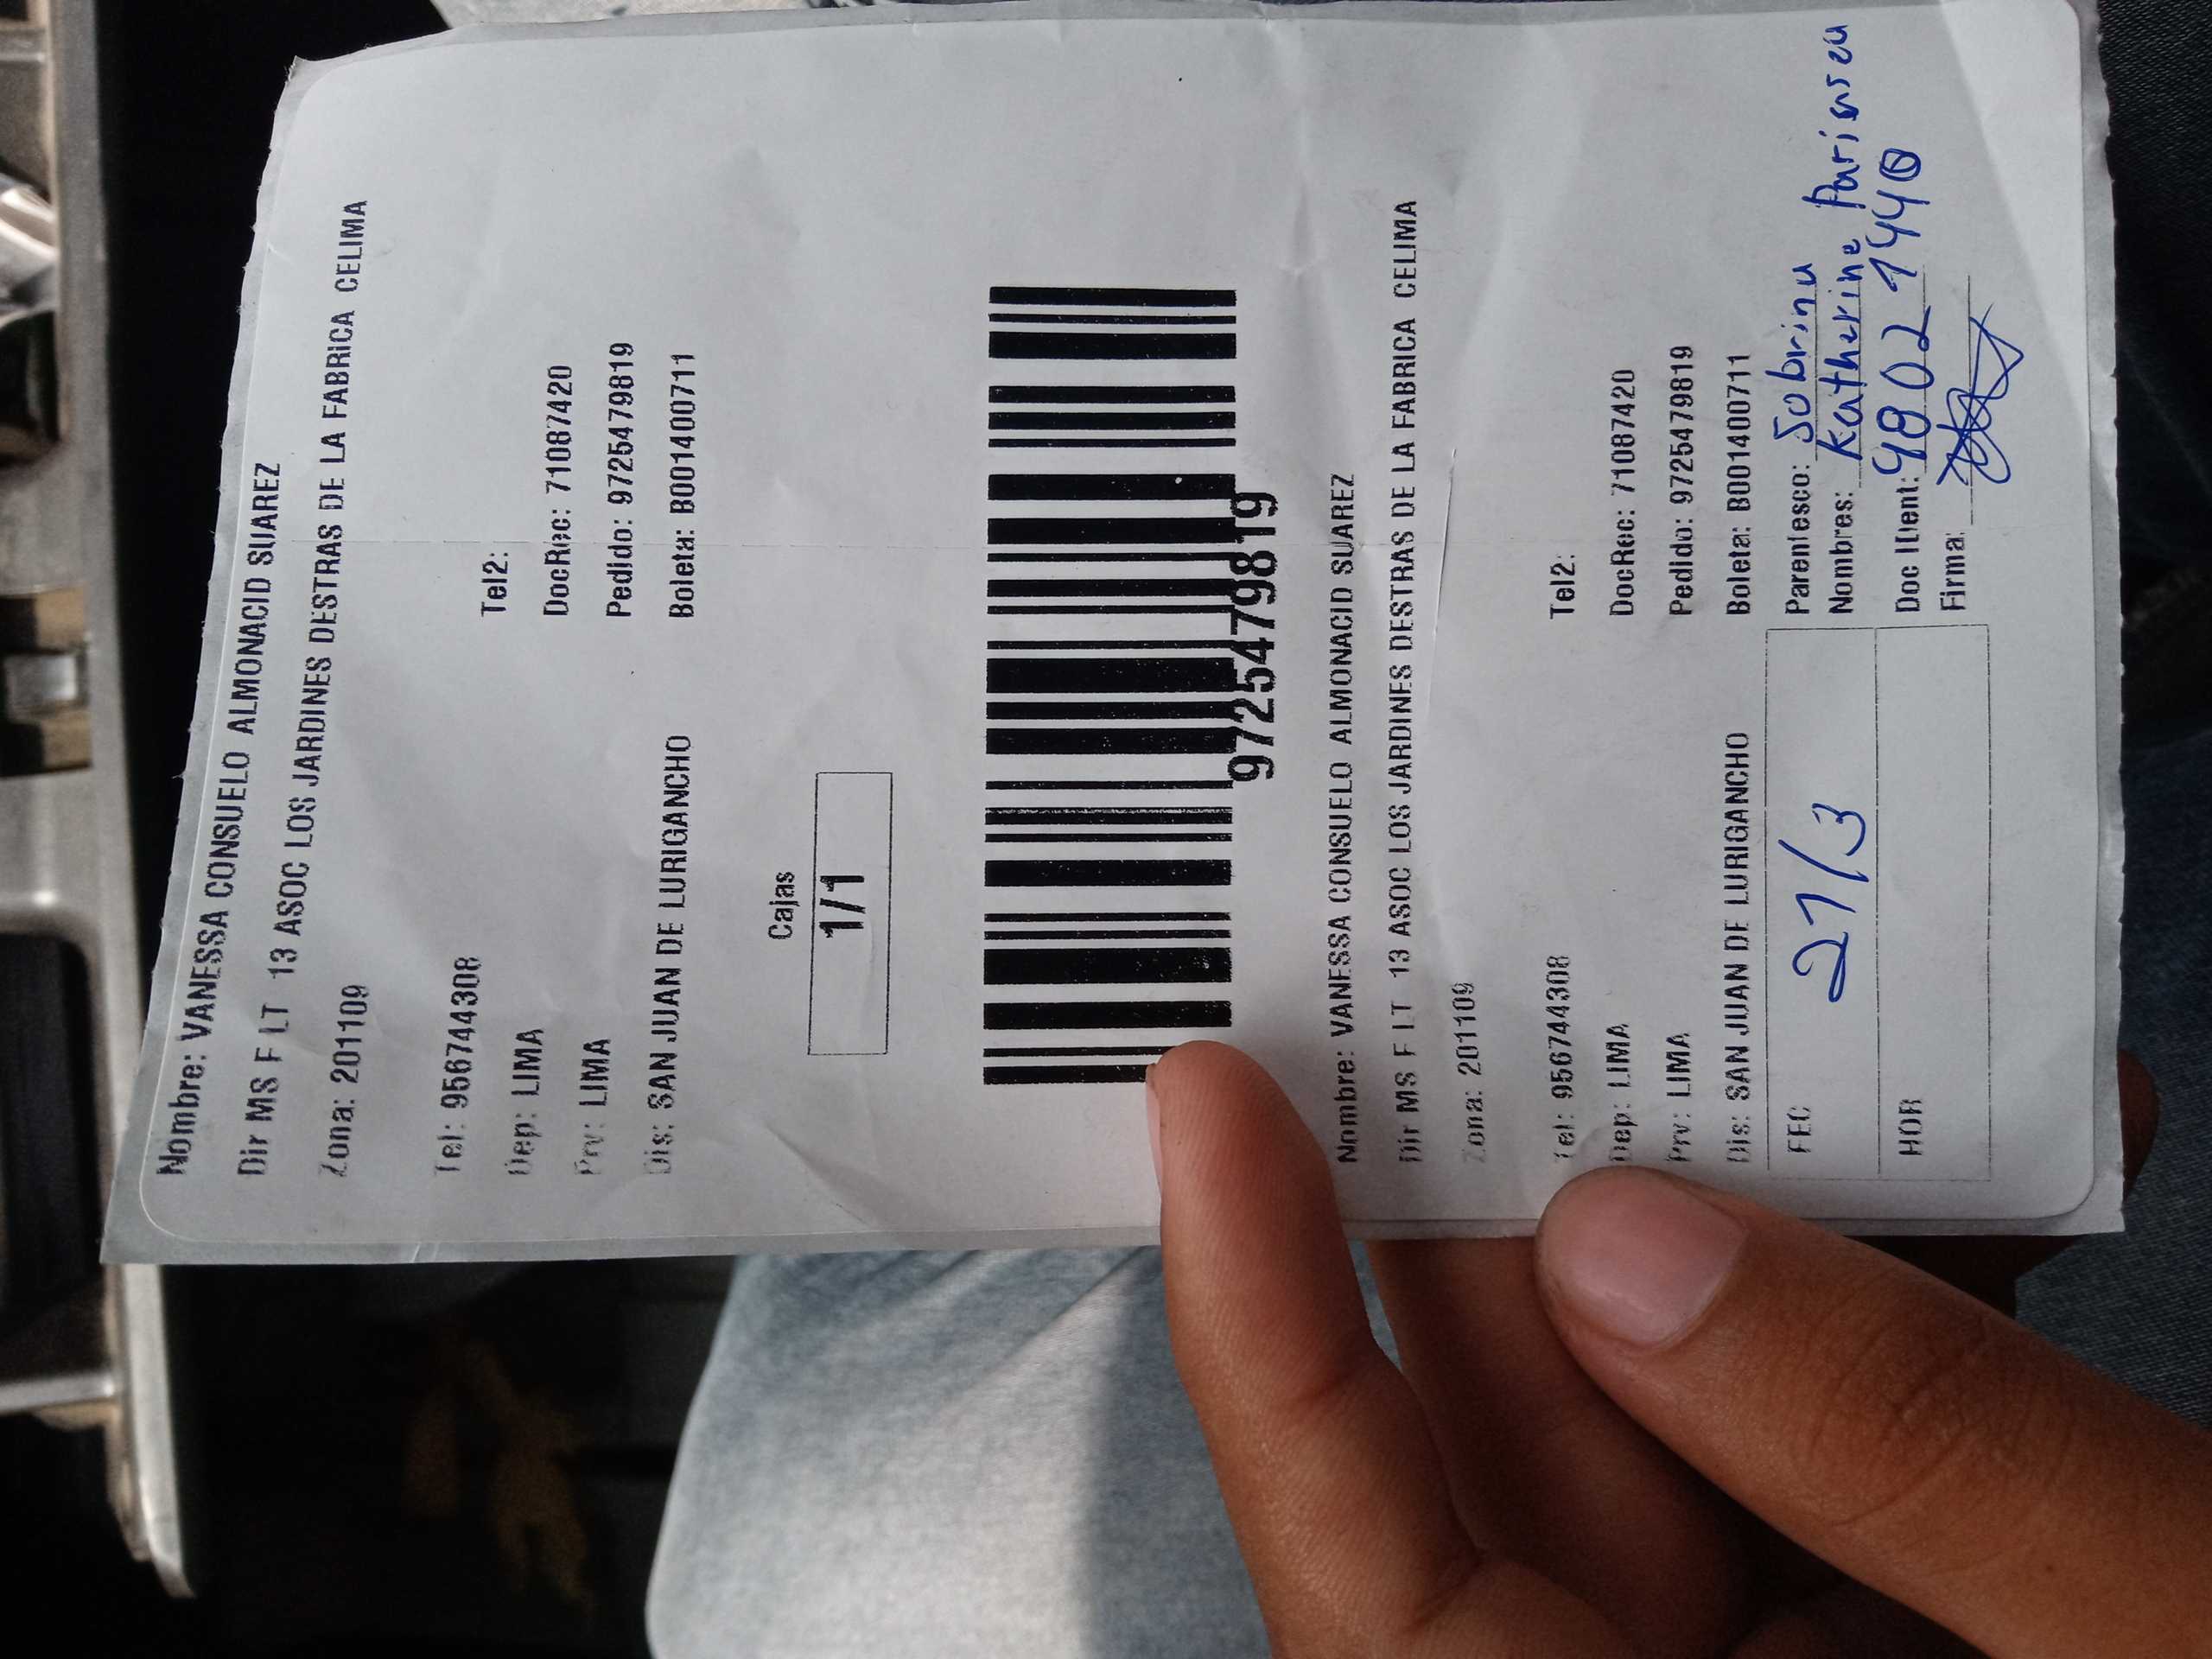 Nombre: VANESSA CONSUELO ALMONACID SUAREZ
Dir MS F LT 13 ASOC LOS JARDINES DESTRAS DE LA FABRICA CELIMA
Zona: 201109
Tel: 956744308 Tel2:
Dep: LIMA DocRec: 71087420
Prv: LIMA Pedido: 9725479819
Dis: SAN JUAN DE LURIGANCHO Boleta: B001400711
Cajas
1/1
9725479819
Nombre: VANESSA CONSUELO ALMONACID SUAREZ
Dir MS F LT 13 ASOC LOS JARDINES DESTRAS DE LA FABRICA CELIMA
Zona: 201109
Tel: 956744308 Tel2:
Dep: LIMA DocRec: 71087420
Prv: LIMA Pedido: 9725479819
Dis: SAN JUAN DE LURIGANCHO Boleta: B001400711
FEC 27/3 Parentesco: Sobrina
Nombres: Katherine
HOR Doc Ident:
Firma: